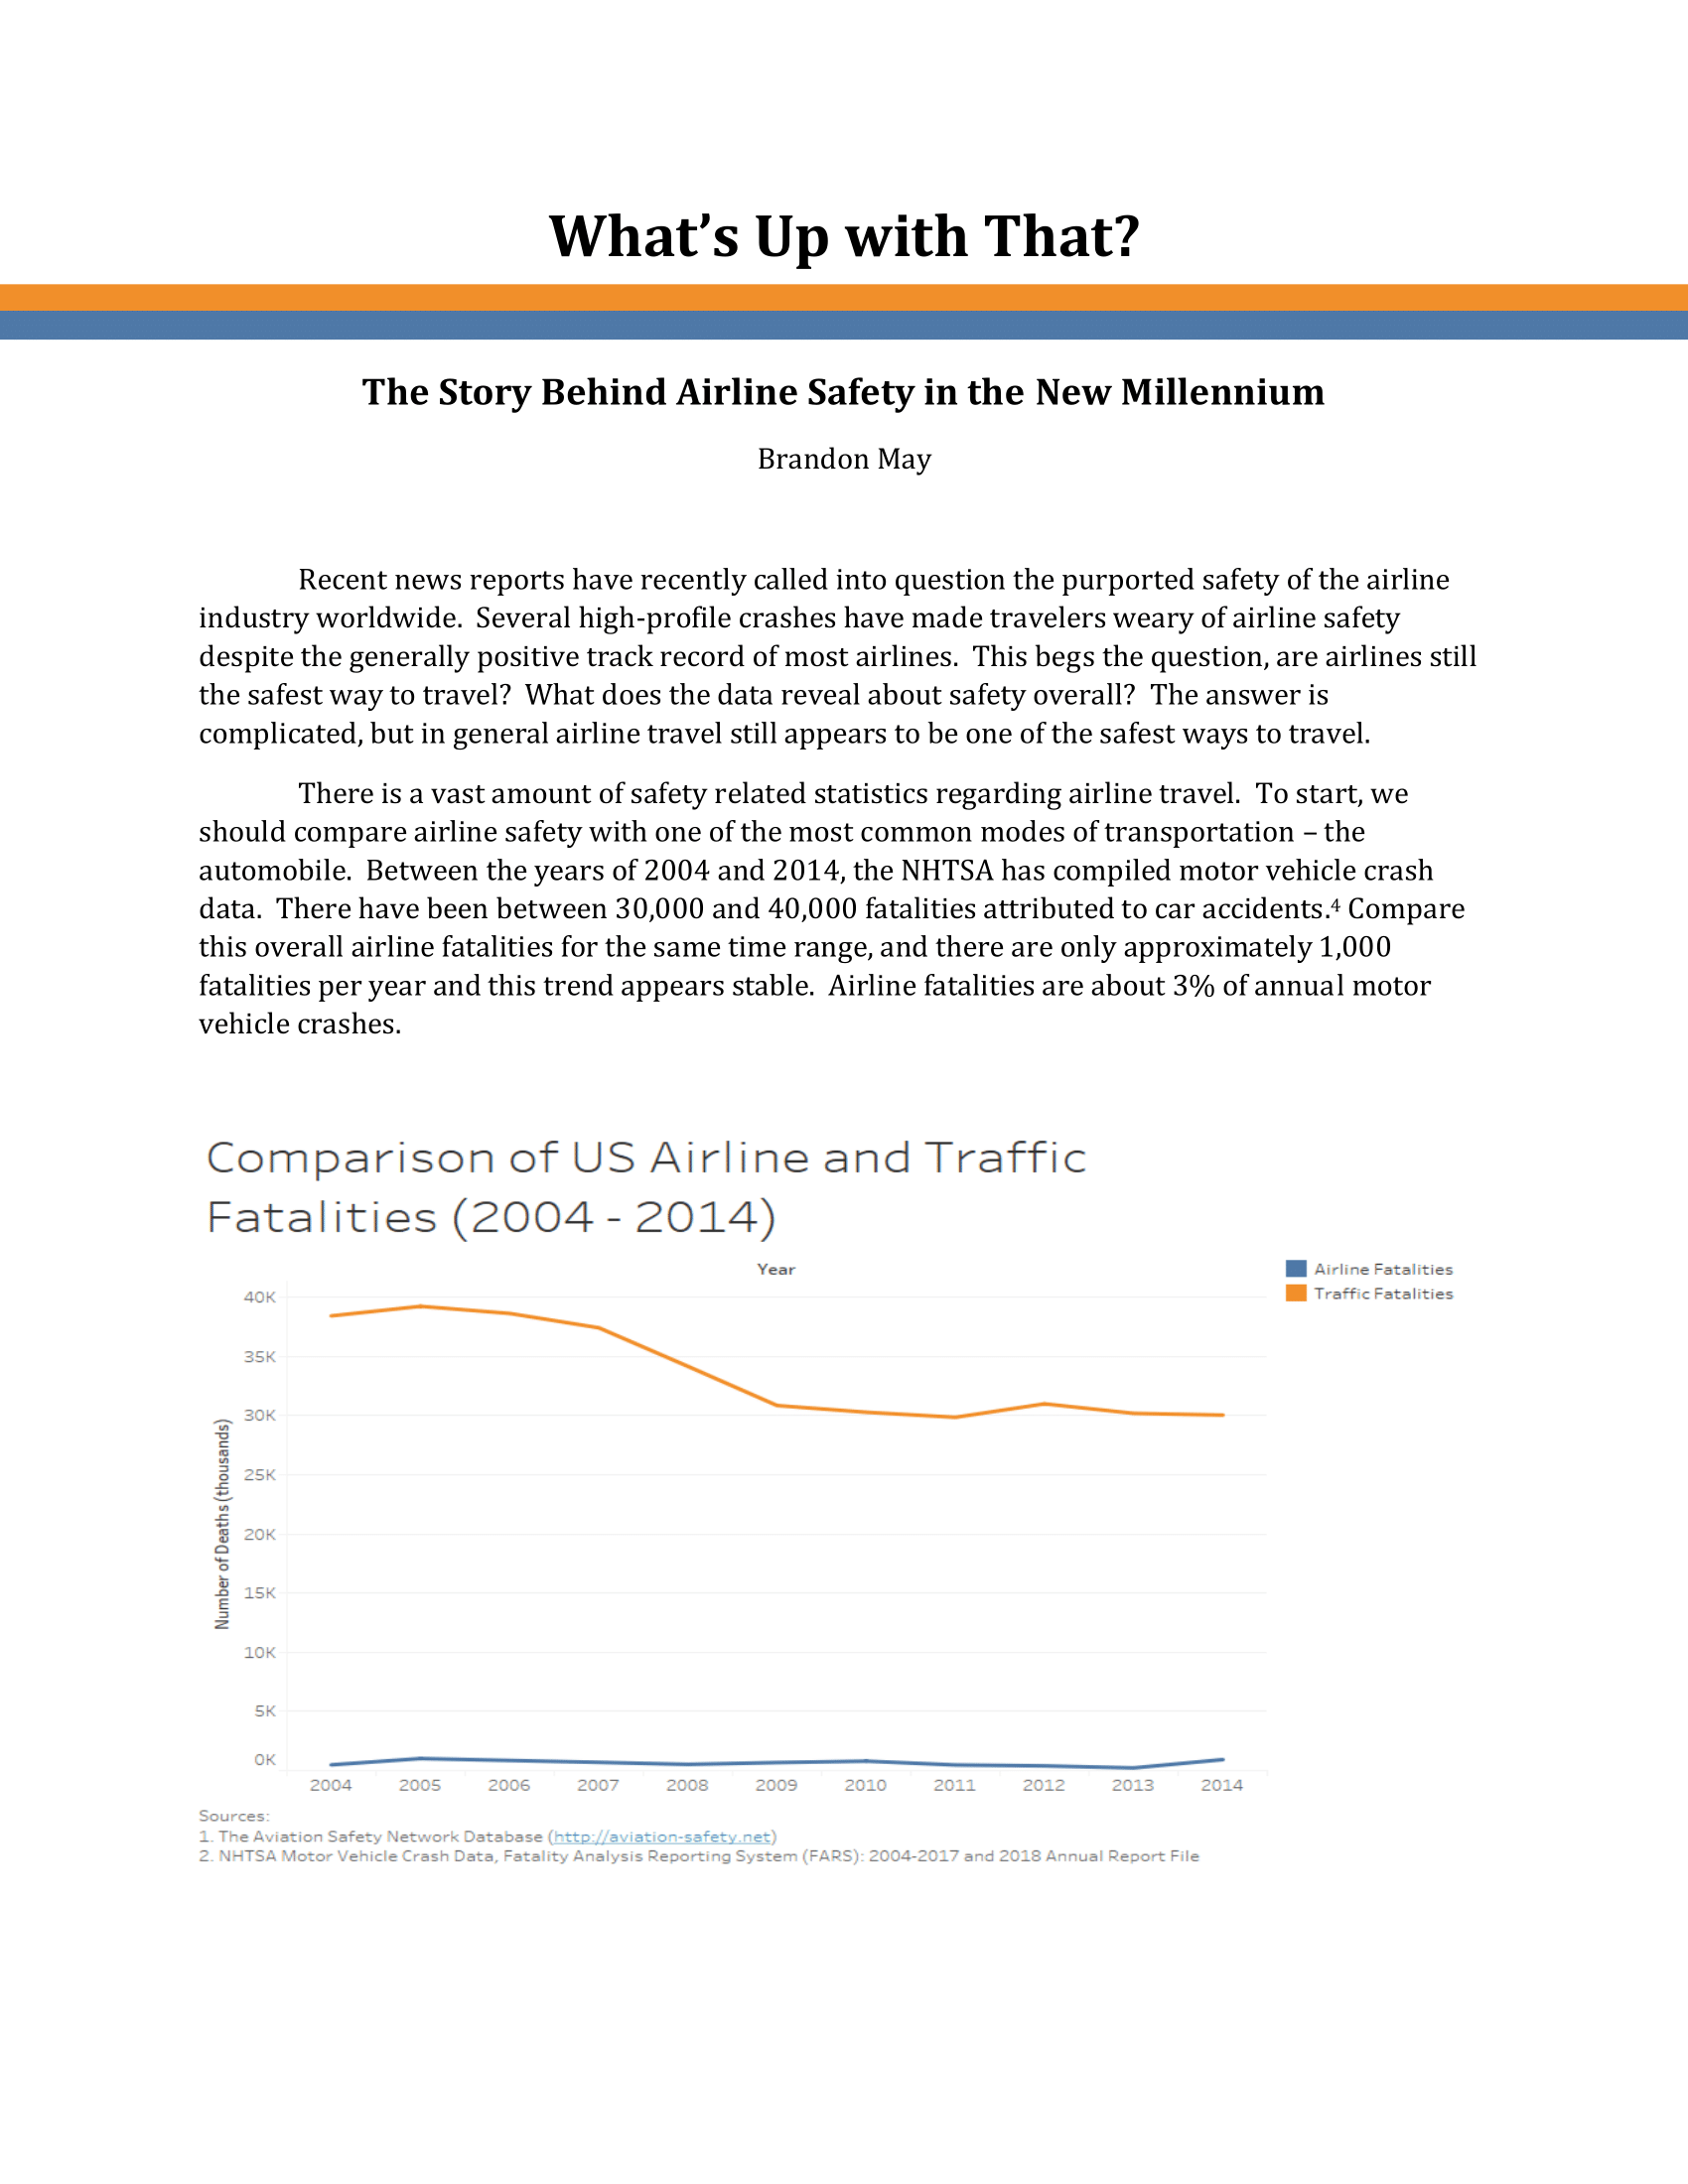 What’s Up with That?
The Story Behind Airline Safety in the New Millennium
Brandon May
Recent news reports have recently called into question the purported safety of the airline
industry worldwide.  Several high-profile crashes have made travelers weary of airline safety
despite the generally positive track record of most airlines.  This begs the question, are airlines still
the safest way to travel?  What does the data reveal about safety overall?  The answer is
complicated, but in general airline travel still appears to be one of the safest ways to travel.
There is a vast amount of safety related statistics regarding airline travel.  To start, we
should compare airline safety with one of the most common modes of transportation – the
automobile.  Between the years of 2004 and 2014, the NHTSA has compiled motor vehicle crash
data.  There have been between 30,000 and 40,000 fatalities attributed to car accidents.⁴ Compare
this overall airline fatalities for the same time range, and there are only approximately 1,000
fatalities per year and this trend appears stable.  Airline fatalities are about 3% of annual motor
vehicle crashes.
Comparison of US Airline and Traffic
Fatalities (2004 - 2014)
Year
Airline Fatalities
Traffic Fatalities
Number of Deaths (thousands)
40K
35K
30K
25K
20K
15K
10K
5K
0K
2004 2005 2006 2007 2008 2009 2010 2011 2012 2013 2014
Sources:
1. The Aviation Safety Network Database (http://aviation-safety.net)
2. NHTSA Motor Vehicle Crash Data, Fatality Analysis Reporting System (FARS): 2004-2017 and 2018 Annual Report File